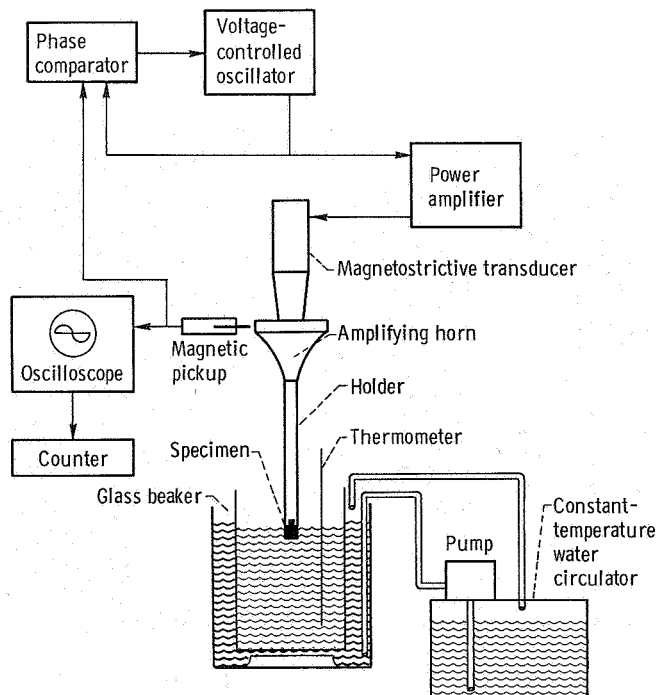 Phase
comparator
Voltage-
controlled
oscillator
Power
amplifier
Magnetostrictive transducer
Amplifying horn
Magnetic
pickup
Oscilloscope
Holder
Counter
Specimen
Thermometer
Glass beaker
Pump
Constant-
temperature
water
circulator